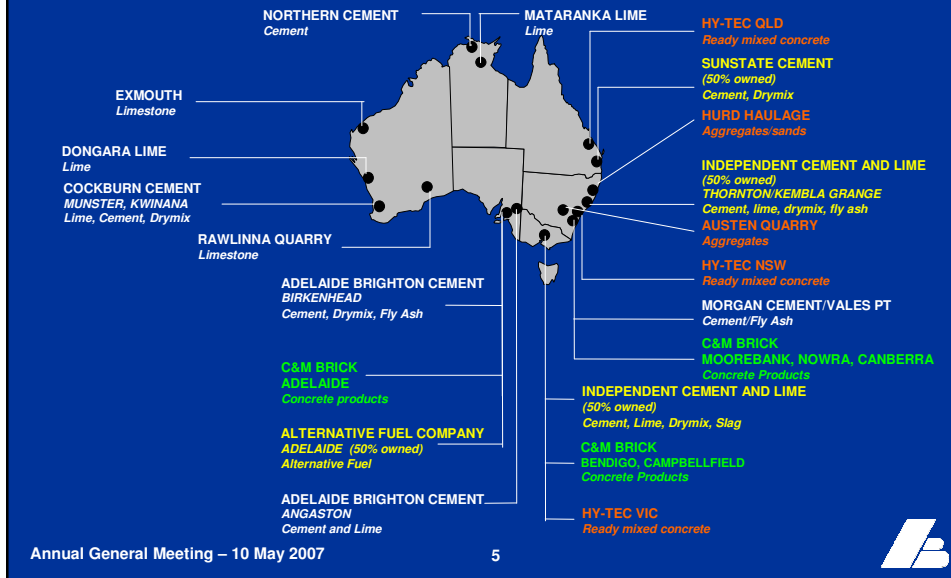 NORTHERN CEMENT
Cement
MATARANKA LIME
Lime
HY-TEC QLD
Ready mixed concrete
SUNSTATE CEMENT
(50% owned)
Cement, Drymix
EXMOUTH
Limestone
HURD HAULAGE
Aggregates/sands
DONGARA LIME
Lime
INDEPENDENT CEMENT AND LIME
(50% owned)
THORNTON/KEMBLA GRANGE
Cement, lime, drymix, fly ash
COCKBURN CEMENT
MUNSTER, KWINANA
Lime, Cement, Drymix
AUSTEN QUARRY
Aggregates
RAWLINNA QUARRY
Limestone
HY-TEC NSW
Ready mixed concrete
ADELAIDE BRIGHTON CEMENT
BIRKENHEAD
Cement, Drymix, Fly Ash
MORGAN CEMENT/VALES PT
Cement/Fly Ash
C&M BRICK
MOOREBANK, NOWRA, CANBERRA
Concrete Products
C&M BRICK
ADELAIDE
Concrete products
INDEPENDENT CEMENT AND LIME
(50% owned)
Cement, Lime, Drymix, Slag
ALTERNATIVE FUEL COMPANY
ADELAIDE (50% owned)
Alternative Fuel
C&M BRICK
BENDIGO, CAMPBELLFIELD
Concrete Products
ADELAIDE BRIGHTON CEMENT
ANGASTON
Cement and Lime
HY-TEC VIC
Ready mixed concrete
Annual General Meeting – 10 May 2007
5